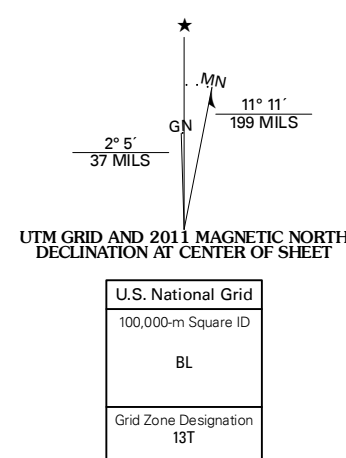 ★
MN
GN
11° 11´
199 MILS
2° 5´
37 MILS
UTM GRID AND 2011 MAGNETIC NORTH
DECLINATION AT CENTER OF SHEET
U.S. National Grid
100,000-m Square ID
BL
Grid Zone Designation
13T